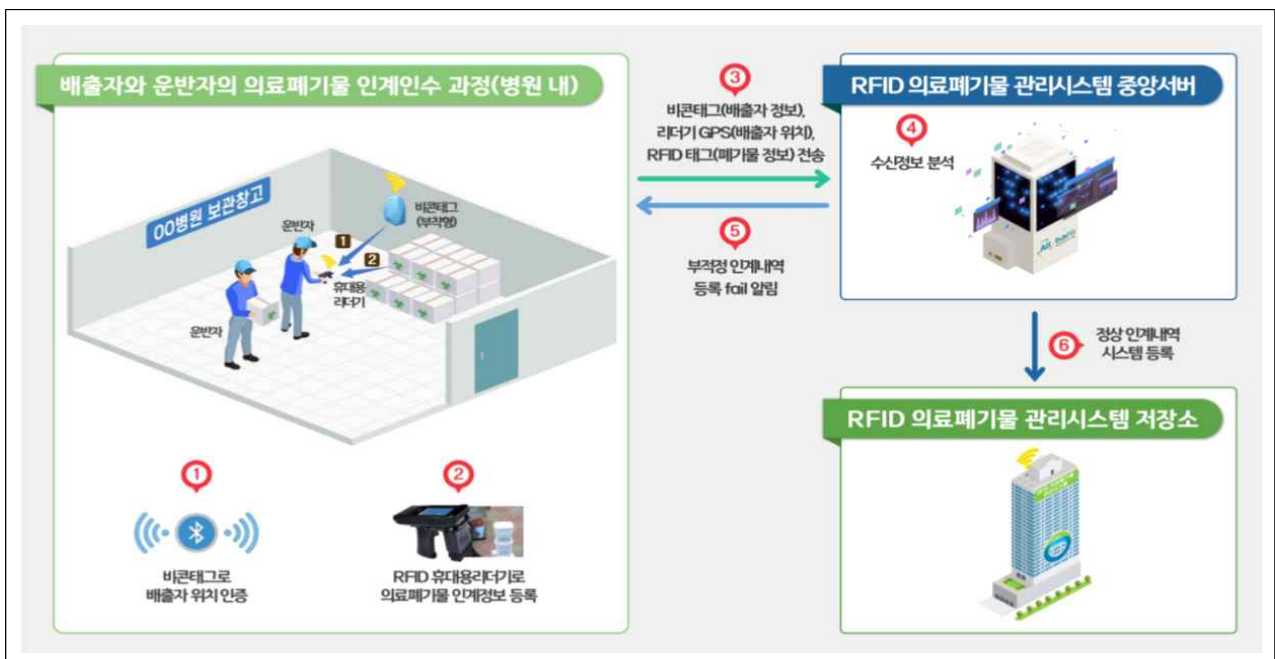 배출자와 운반자의 의료폐기물 인계인수 과정(병원 내)
OO병원 보관창고
운반자
비콘태그
(부착형)
1
2
휴대용
리더기
운반자
1
비콘태그로
배출자 위치 인증
2
RFID 휴대용리더기로
의료폐기물 인계정보 등록
3
비콘태그(배출자 정보),
리더기 GPS(배출자 위치),
RFID 태그(폐기물 정보) 전송
5
부적정 인계내역
등록 fail 알림
RFID 의료폐기물 관리시스템 중앙서버
4
수신정보 분석
6
정상 인계내역
시스템 등록
RFID 의료폐기물 관리시스템 저장소